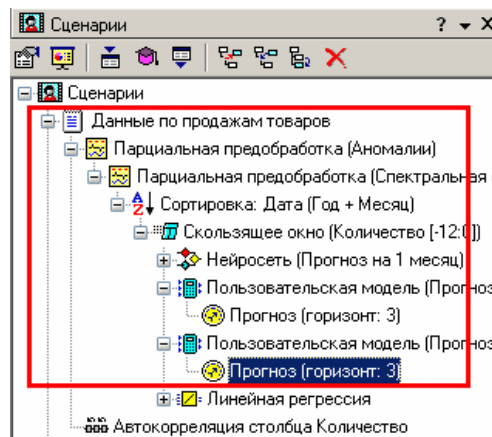 Сценарии
?
Сценарии
Данные по продажам товаров
Парциальная предобработка (Аномалии)
Парциальная предобработка (Спектральная
Сортировка: Дата (Год + Месяц)
Скользящее окно (Количество [-12:0])
Нейросеть (Прогноз на 1 месяц)
Пользовательская модель (Прогноз
Прогноз (горизонт: 3)
Пользовательская модель (Прогноз
Прогноз (горизонт: 3)
Линейная регрессия
Автокорреляция столбца Количество